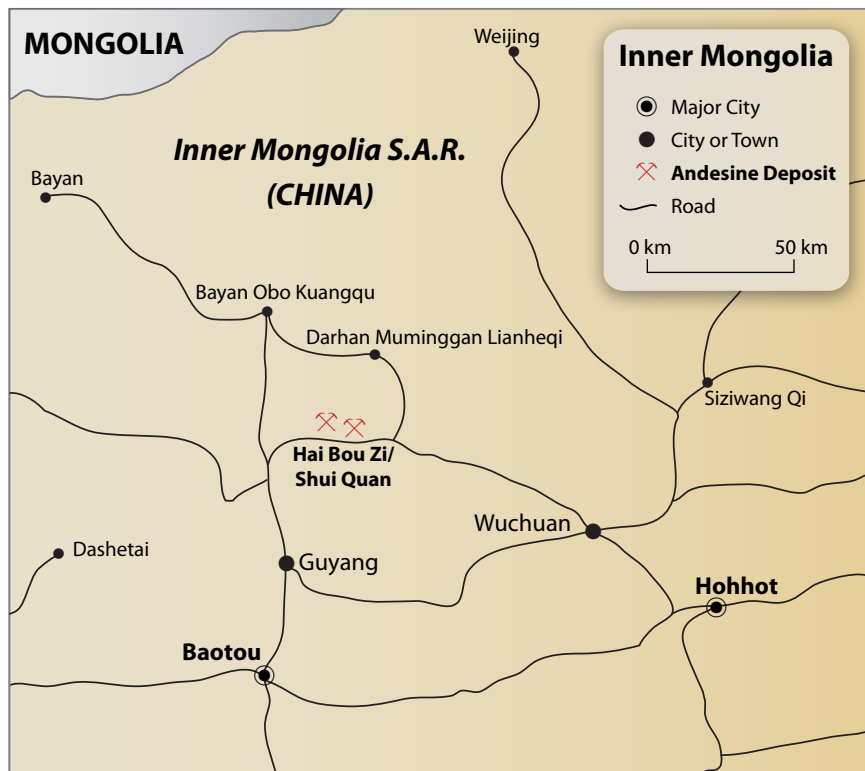 MONGOLIA
Weijing
Inner Mongolia
Major City
City or Town
Andesine Deposit
Road
0 km 50 km
Inner Mongolia S.A.R.
(CHINA)
Bayan
Bayan Obo Kuangqu
Darhan Muminggan Lianheqi
Siziwang Qi
Hai Bou Zi/
Shui Quan
Wuchuan
Dashetai
Guyang
Hohhot
Baotou